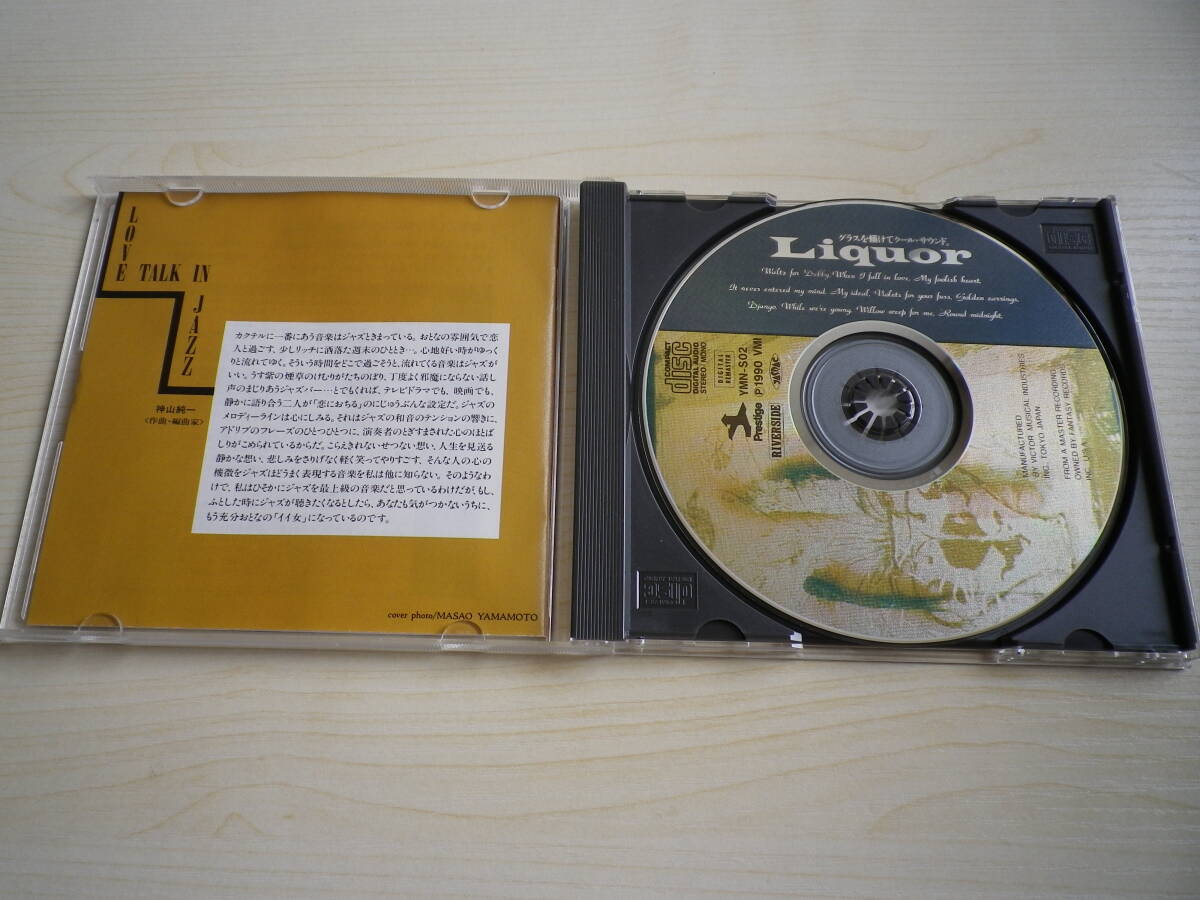 LOVE TALK IN JAZZ
神山純一
〈作曲・編曲家〉
カクテルに一番にあう音楽はジャズときまっている。おとなの雰囲気で恋
人と過ごす、少しリッチに洒落た週末のひととき…。心地好い時がゆっく
りと流れてゆく。そういう時間をどこで過ごそうと、流れてくる音楽はジャズが
いい。うす紫の煙草のけむりがたちのぼり、丁度よく邪魔にならない話し
声のまじりあうジャズバー…とでもくれば、テレビドラマでも、映画でも、
静かに語り合う二人が「恋におちる」のにじゅうぶんな設定だ。ジャズの
メロディーラインは心にしみる。それはジャズの和音のテンションの響きに、
アドリブのフレーズのひとつひとつに、演奏者のとぎすまされた心のほとば
しりがこめられているからだ。こらえきれないせつない想い、人生を見送る
静かな想い、悲しみをさりげなく軽く笑ってやりすごす、そんな人の心の
機微をジャズほどうまく表現する音楽を私は他に知らない。そのようなわ
けで、私はひそかにジャズを最上級の音楽だと思っているわけだがもし、
ふとした時にジャズが聴きたくなるとしたら、あなたも気がつかないうちに、
もう充分おとなの「イイ女」になっているのです。
cover photo/MASAO YAMAMOTO
グラスを傾けてクール・サウンド。
Liquor
Waltz for Debby, When I fall in love, My foolish heart,
It never entered my mind, My ideal, Violets for your furs, Golden earrings,
Django, While we're young, Willow weep for me, Round midnight.
COMPACT
disc
DIGITAL AUDIO
STEREO/MONO
DIGITAL
REMASTER
YMN-S02
℗1990 VMI
Prestige
RIVERSIDE
MANUFACTURED
BY VICTOR MUSICAL INDUSTRIES,
INC. TOKYO JAPAN
FROM A MASTER RECORDING
OWNED BY FANTASY RECORDS
INC. U.S.A.